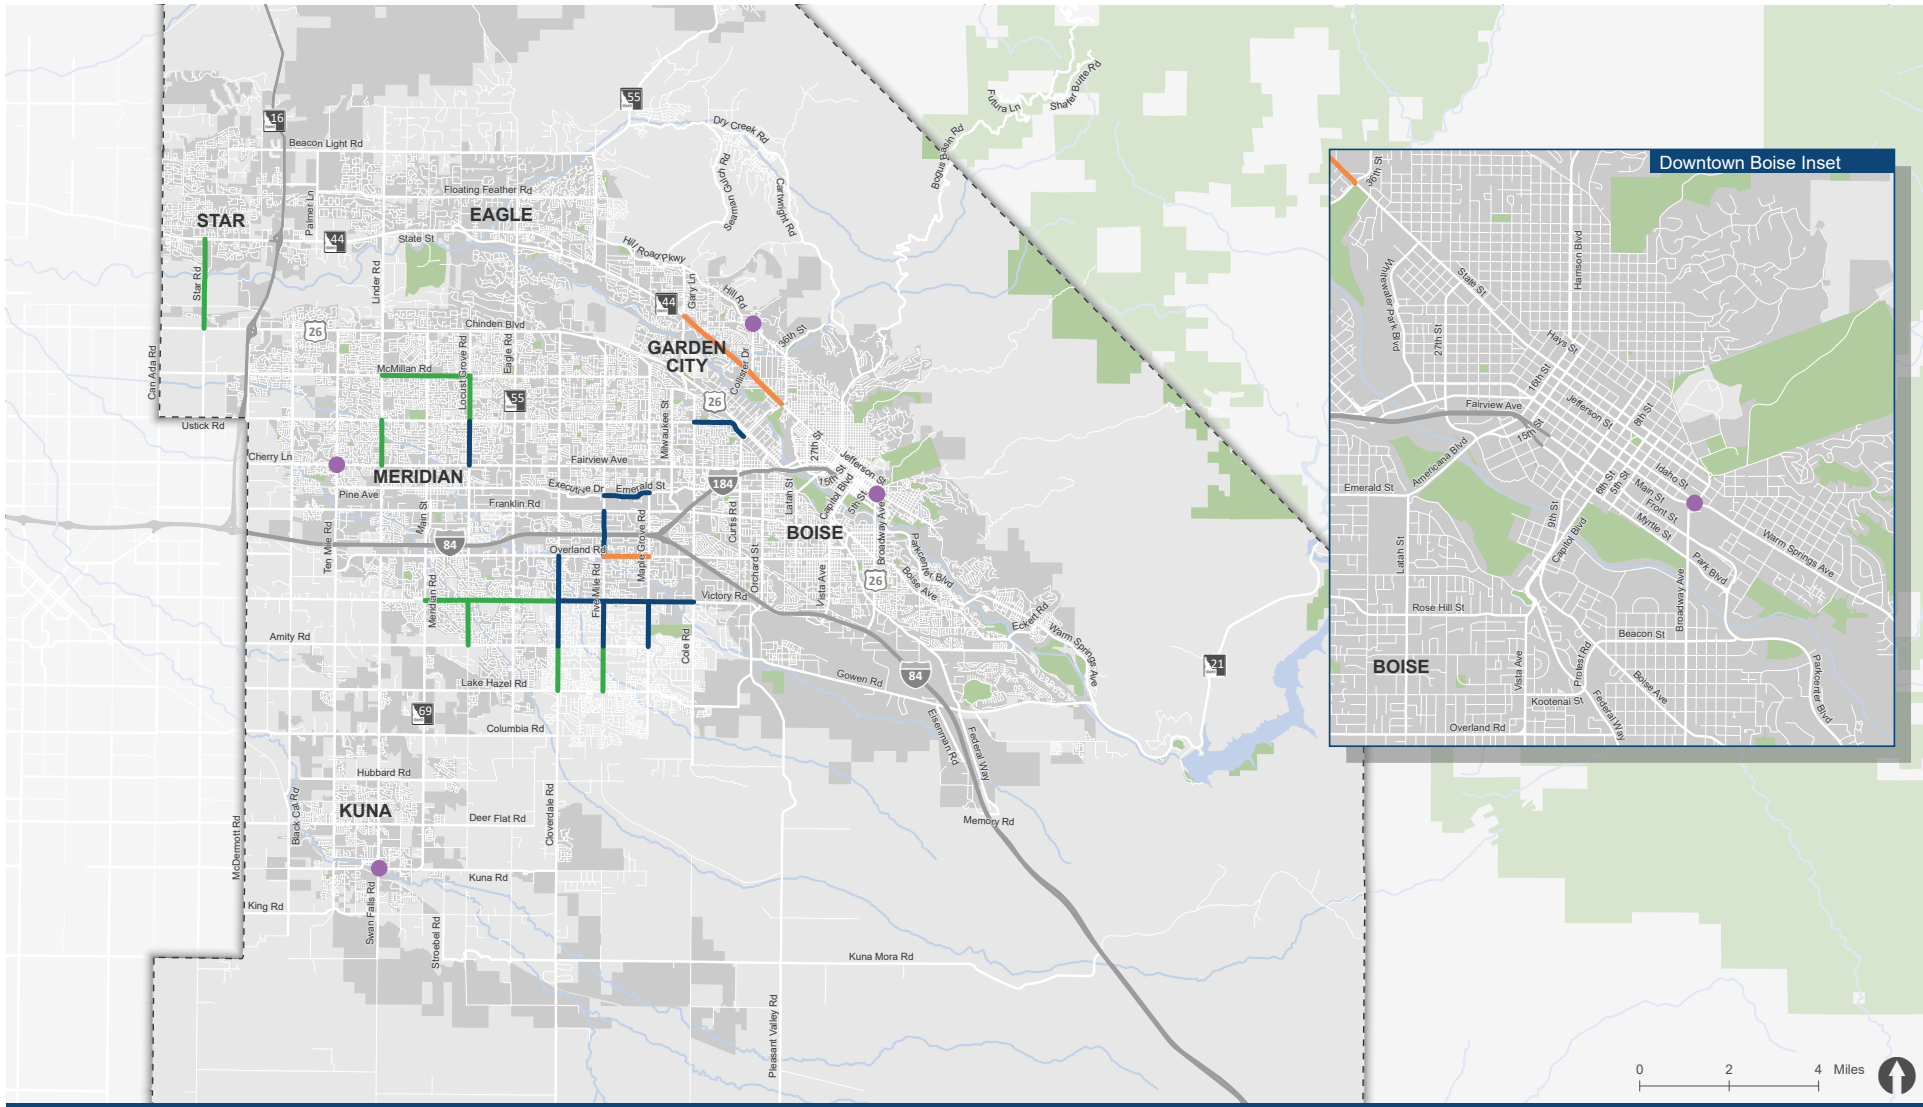 Downtown Boise Inset
55
IDAHO
16
IDAHO
Dry Creek Rd
Beacon Light Rd
Futura Ln
Shafer Butte Rd
Bogus Basin Rd
Seaman Gulch Rd
Cartwright Rd
Floating Feather Rd
Palmer Ln
STAR
EAGLE
44
IDAHO
State St
Hill Road Pkwy
Star Rd
Linder Rd
Gary Ln
Hill Rd
44
IDAHO
26
Chinden Blvd
Eagle Rd
36th St
GARDEN
CITY
Can Ada Rd
McMillan Rd
Locust Grove Rd
Collister Dr
55
IDAHO
26
Ustick Rd
Milwaukee St
27th St
Cherry Ln
Fairview Ave
Jefferson St
MERIDIAN
15th St
Pine Ave
Executive Dr
Emerald St
184
Latah St
Capitol Blvd
5th St
Franklin Rd
Main St
Curtis Rd
BOISE
Broadway Ave
Ten Mile Rd
84
Overland Rd
Maple Grove Rd
Orchard St
Parkcenter Blvd
26
Boise Ave
Meridian Rd
Five Mile Rd
Victory Rd
Vista Ave
Eckert Rd
Warm Springs Ave
Amity Rd
Cole Rd
84
21
IDAHO
Lake Hazel Rd
Gowen Rd
69
IDAHO
Columbia Rd
Eisenman Rd
Federal Way
Hubbard Rd
Black Cat Rd
KUNA
Cloverdale Rd
Deer Flat Rd
Memory Rd
McDermott Rd
Kuna Rd
King Rd
Swan Falls Rd
Stroebel Rd
Kuna Mora Rd
Pleasant Valley Rd
36th St
Whitewater Park Blvd
Harrison Blvd
State St
27th St
Hays St
16th St
Fairview Ave
Jefferson St
8th St
15th St
Americana Blvd
Idaho St
Emerald St
6th St
5th St
Main St
Front St
Myrtle St
9th St
Capitol Blvd
Warm Springs Ave
Latah St
Park Blvd
Broadway Ave
Rose Hill St
Beacon St
BOISE
Vista Ave
Protest Rd
Boise Ave
Parkcenter Blvd
Kootenai St
Federal Way
Overland Rd
0 2 4 Miles